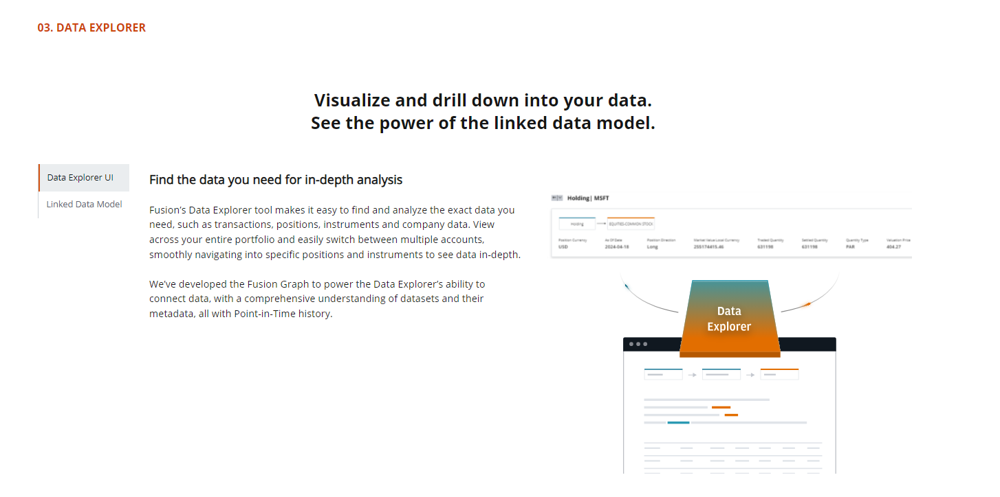 03. DATA EXPLORER
Visualize and drill down into your data.
See the power of the linked data model.
Data Explorer UI
Linked Data Model
Find the data you need for in-depth analysis
Fusion’s Data Explorer tool makes it easy to find and analyze the exact data you
need, such as transactions, positions, instruments and company data. View
across your entire portfolio and easily switch between multiple accounts,
smoothly navigating into specific positions and instruments to see data in-depth.
We’ve developed the Fusion Graph to power the Data Explorer’s ability to
connect data, with a comprehensive understanding of datasets and their
metadata, all with Point-in-Time history.
Holding| MSFT
Holding
EQUITIES-COMMON STOCK
Position Currency As Of Date Position Direction Market Value Local Currency Traded Quantity Settled Quantity Quantity Type Valuation Price
USD 2024-04-18 Long 255174415.46 631198 631198 PAR 404.27
Data
Explorer